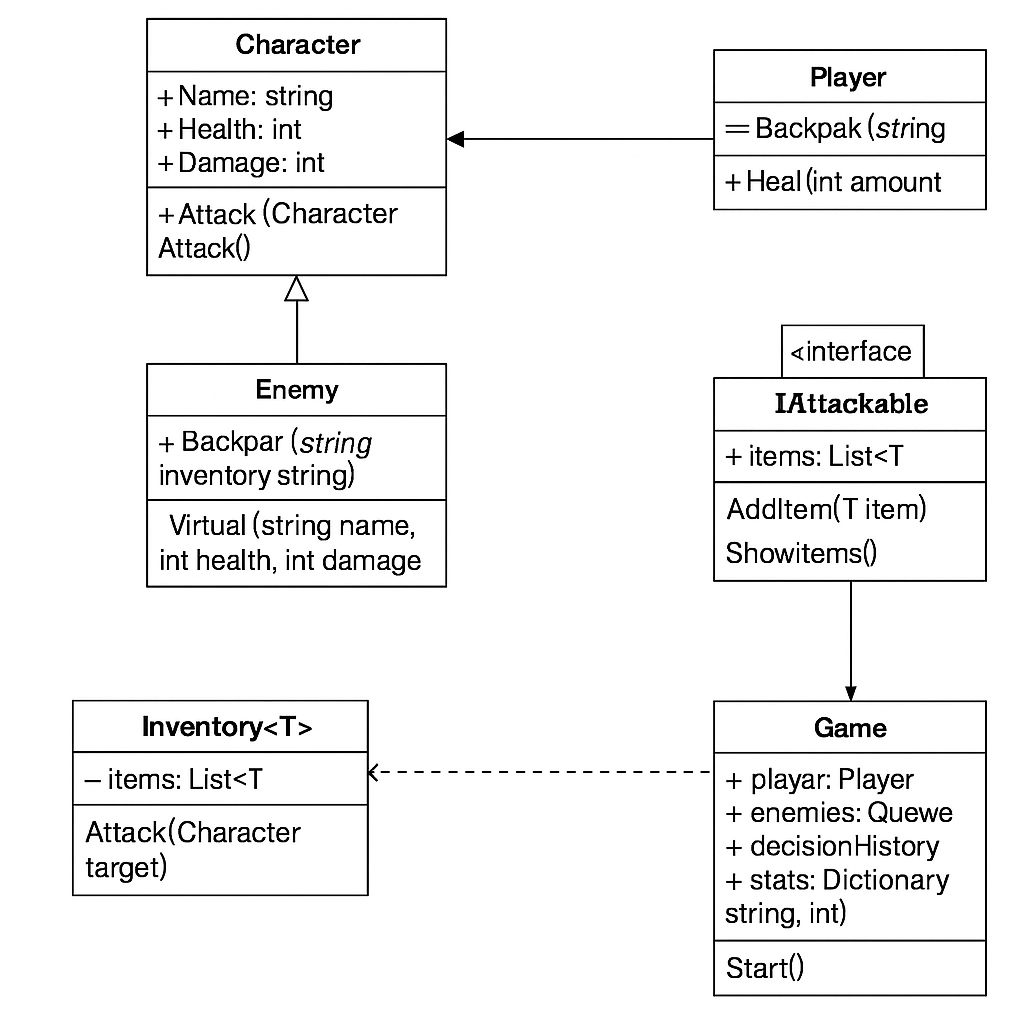 Character
+ Name: string
+ Health: int
+ Damage: int
+ Attack (Character
Attack()
Player
= Backpak (string
+ Heal (int amount
Enemy
+ Backpar (string
inventory string)
Virtual (string name,
int health, int damage
<interface
IAttackable
+ items: List<T
AddItem(T item)
Showitems()
Inventory<T>
– items: List<T
Attack(Character
target)
Game
+ playar: Player
+ enemies: Quewe
+ decisionHistory
+ stats: Dictionary
string, int)
Start()